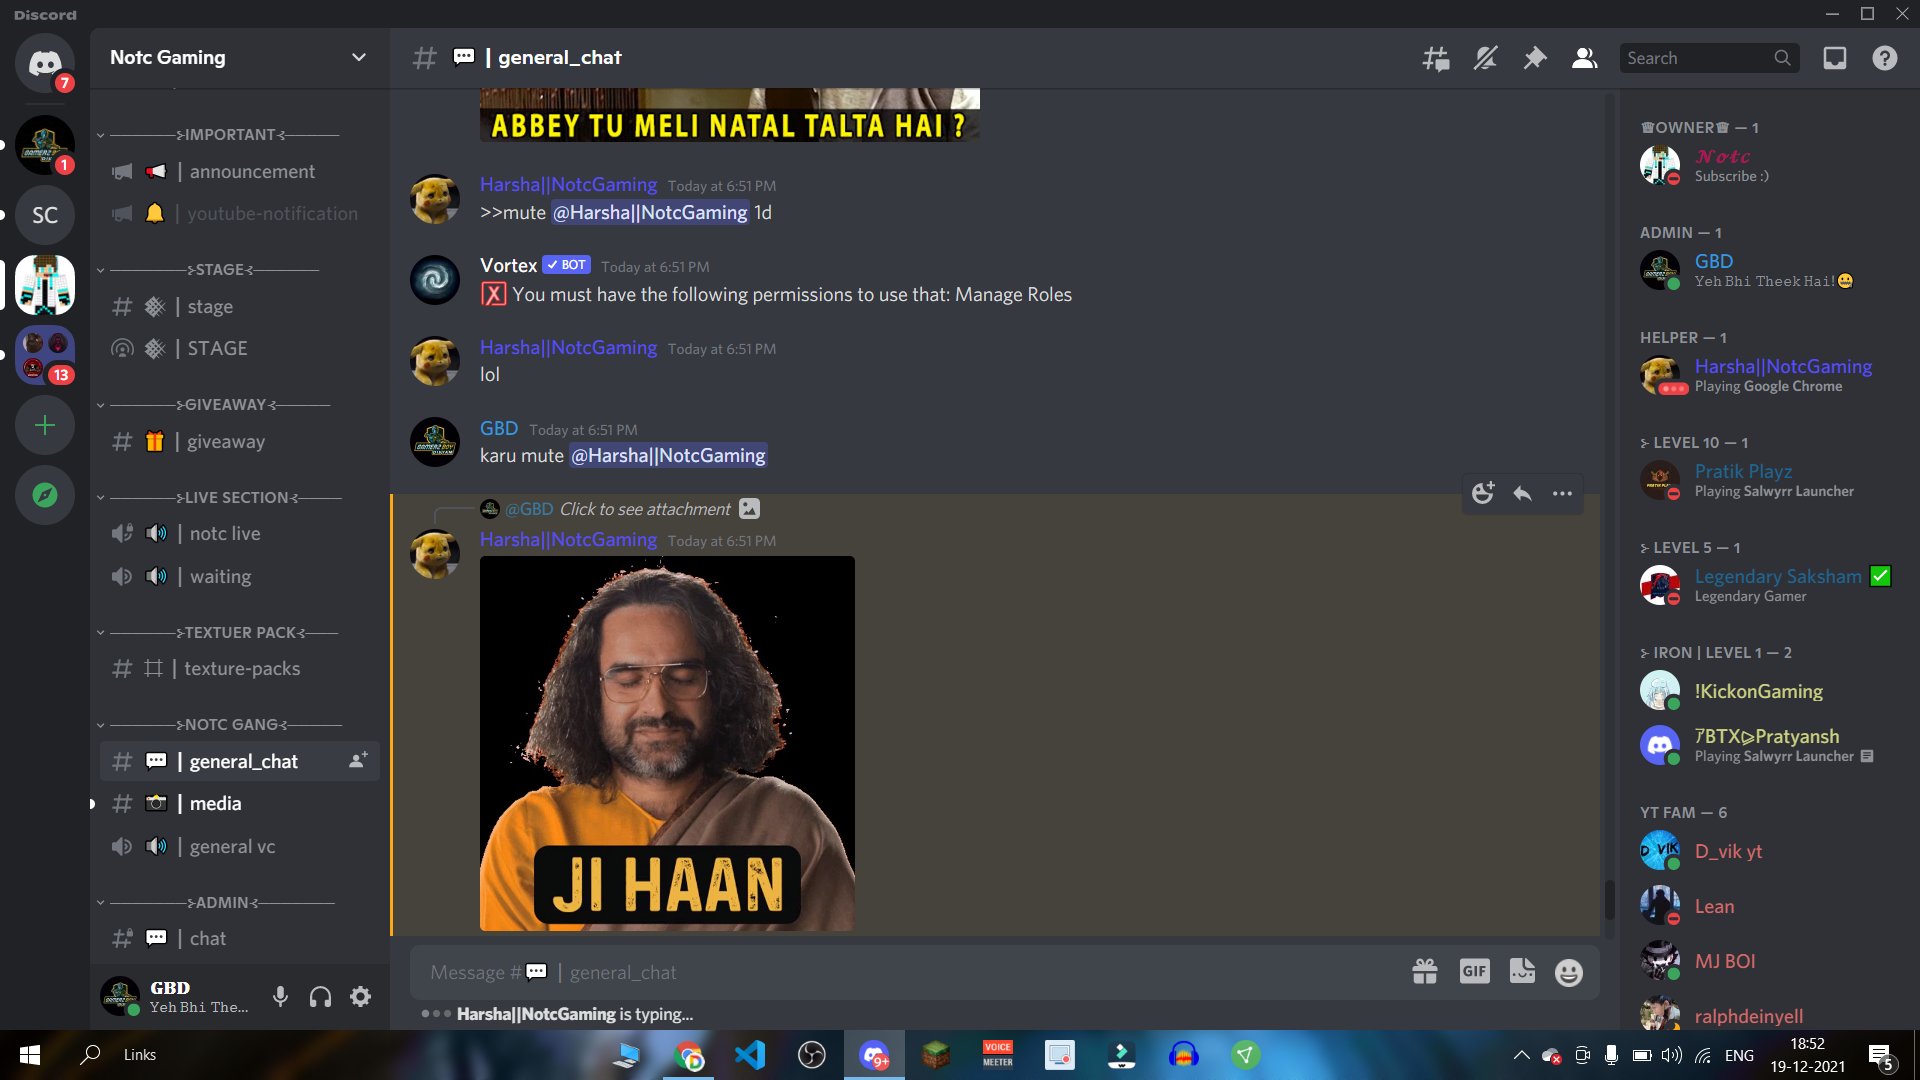 Discord
Notc Gaming
7
1
SC
13
IMPORTANT
| announcement
| youtube-notification
STAGE
| stage
| STAGE
GIVEAWAY
| giveaway
LIVE SECTION
| notc live
| waiting
TEXTUER PACK
| texture-packs
NOTC GANG
| general_chat
| media
| general vc
ADMIN
| chat
GBD
Yeh Bhi The...
| general_chat
Search
ABBEY TU MELI NATAL TALTA HAI ?
Harsha||NotcGaming Today at 6:51 PM
>>mute @Harsha||NotcGaming 1d
Vortex BOT Today at 6:51 PM
X You must have the following permissions to use that: Manage Roles
Harsha||NotcGaming Today at 6:51 PM
lol
GBD Today at 6:51 PM
karu mute @Harsha||NotcGaming
@GBD Click to see attachment
Harsha||NotcGaming Today at 6:51 PM
JI HAAN
Message # | general_chat
GIF
Harsha||NotcGaming is typing...
OWNER — 1
Notc
Subscribe :)
ADMIN — 1
GBD
Yeh Bhi Theek Hai!
HELPER — 1
Harsha||NotcGaming
Playing Google Chrome
LEVEL 10 — 1
Pratik Playz
Playing Salwyrr Launcher
LEVEL 5 — 1
Legendary Saksham
Legendary Gamer
IRON | LEVEL 1 — 2
!KickonGaming
アBTX⩥Pratyansh
Playing Salwyrr Launcher
YT FAM — 6
D_vik yt
Lean
MJ BOI
ralphdeinyell
Links
9+
VOICE
MEETER
ENG
18:52
19-12-2021
5